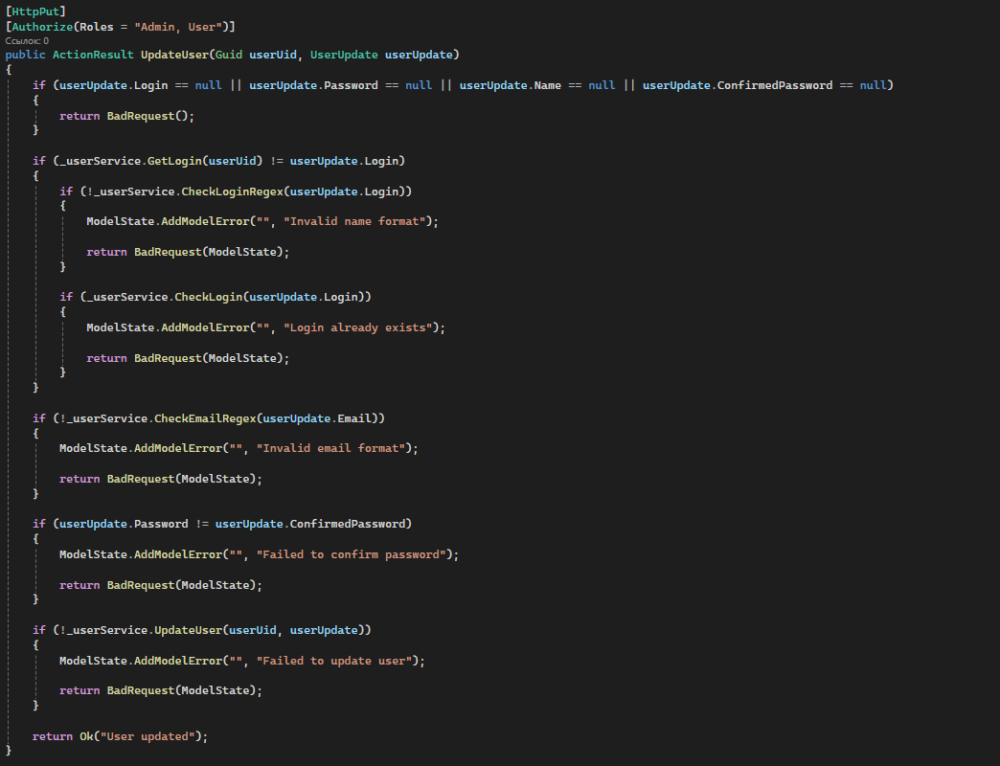 [HttpPut]
[Authorize(Roles = "Admin, User")]
Ссылок: 0
public ActionResult UpdateUser(Guid userUid, UserUpdate userUpdate)
{
    if (userUpdate.Login == null || userUpdate.Password == null || userUpdate.Name == null || userUpdate.ConfirmedPassword == null)
    {
        return BadRequest();
    }

    if (_userService.GetLogin(userUid) != userUpdate.Login)
    {
        if (!_userService.CheckLoginRegex(userUpdate.Login))
        {
            ModelState.AddModelError("", "Invalid name format");

            return BadRequest(ModelState);
        }

        if (_userService.CheckLogin(userUpdate.Login))
        {
            ModelState.AddModelError("", "Login already exists");

            return BadRequest(ModelState);
        }
    }

    if (!_userService.CheckEmailRegex(userUpdate.Email))
    {
        ModelState.AddModelError("", "Invalid email format");

        return BadRequest(ModelState);
    }

    if (userUpdate.Password != userUpdate.ConfirmedPassword)
    {
        ModelState.AddModelError("", "Failed to confirm password");

        return BadRequest(ModelState);
    }

    if (!_userService.UpdateUser(userUid, userUpdate))
    {
        ModelState.AddModelError("", "Failed to update user");

        return BadRequest(ModelState);
    }

    return Ok("User updated");
}